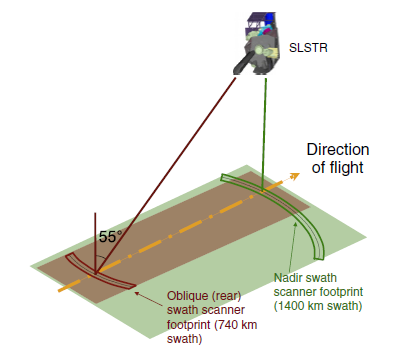 SLSTR
Direction
of flight
55°
Nadir swath
scanner footprint
(1400 km swath)
Oblique (rear)
swath scanner
footprint (740 km
swath)